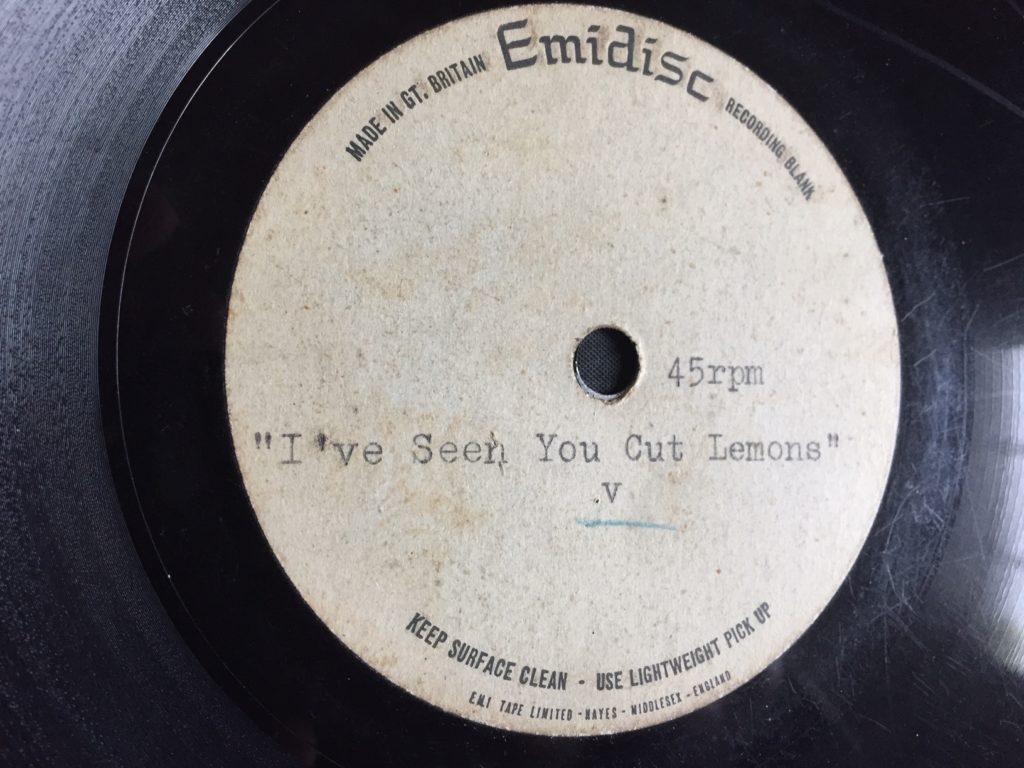 MADE IN GT. BRITAIN Emidisc RECORDING BLANK
45rpm
"I've Seen You Cut Lemons"
V
KEEP SURFACE CLEAN - USE LIGHTWEIGHT PICK UP
E.M.I TAPE LIMITED - HAYES - MIDDLESEX - ENGLAND